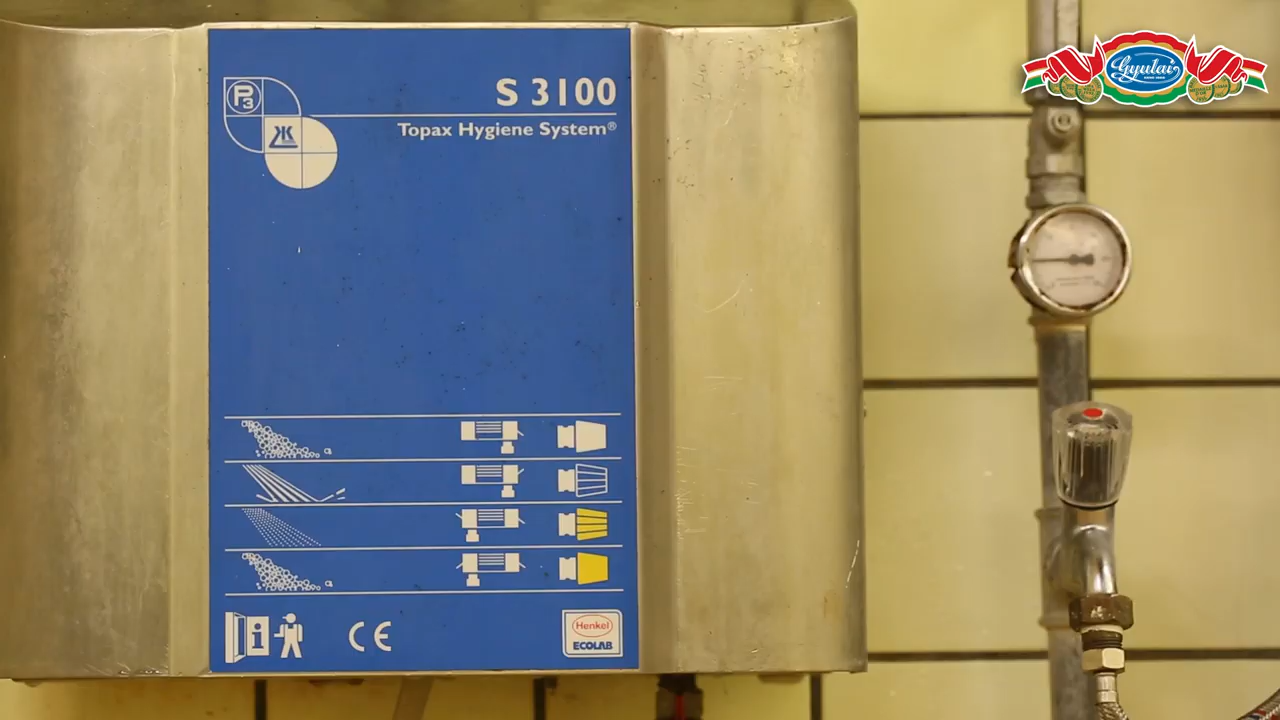 S 3100
P3
Topax Hygiene System®
Gyulai
i
CE
Henkel
ECOLAB